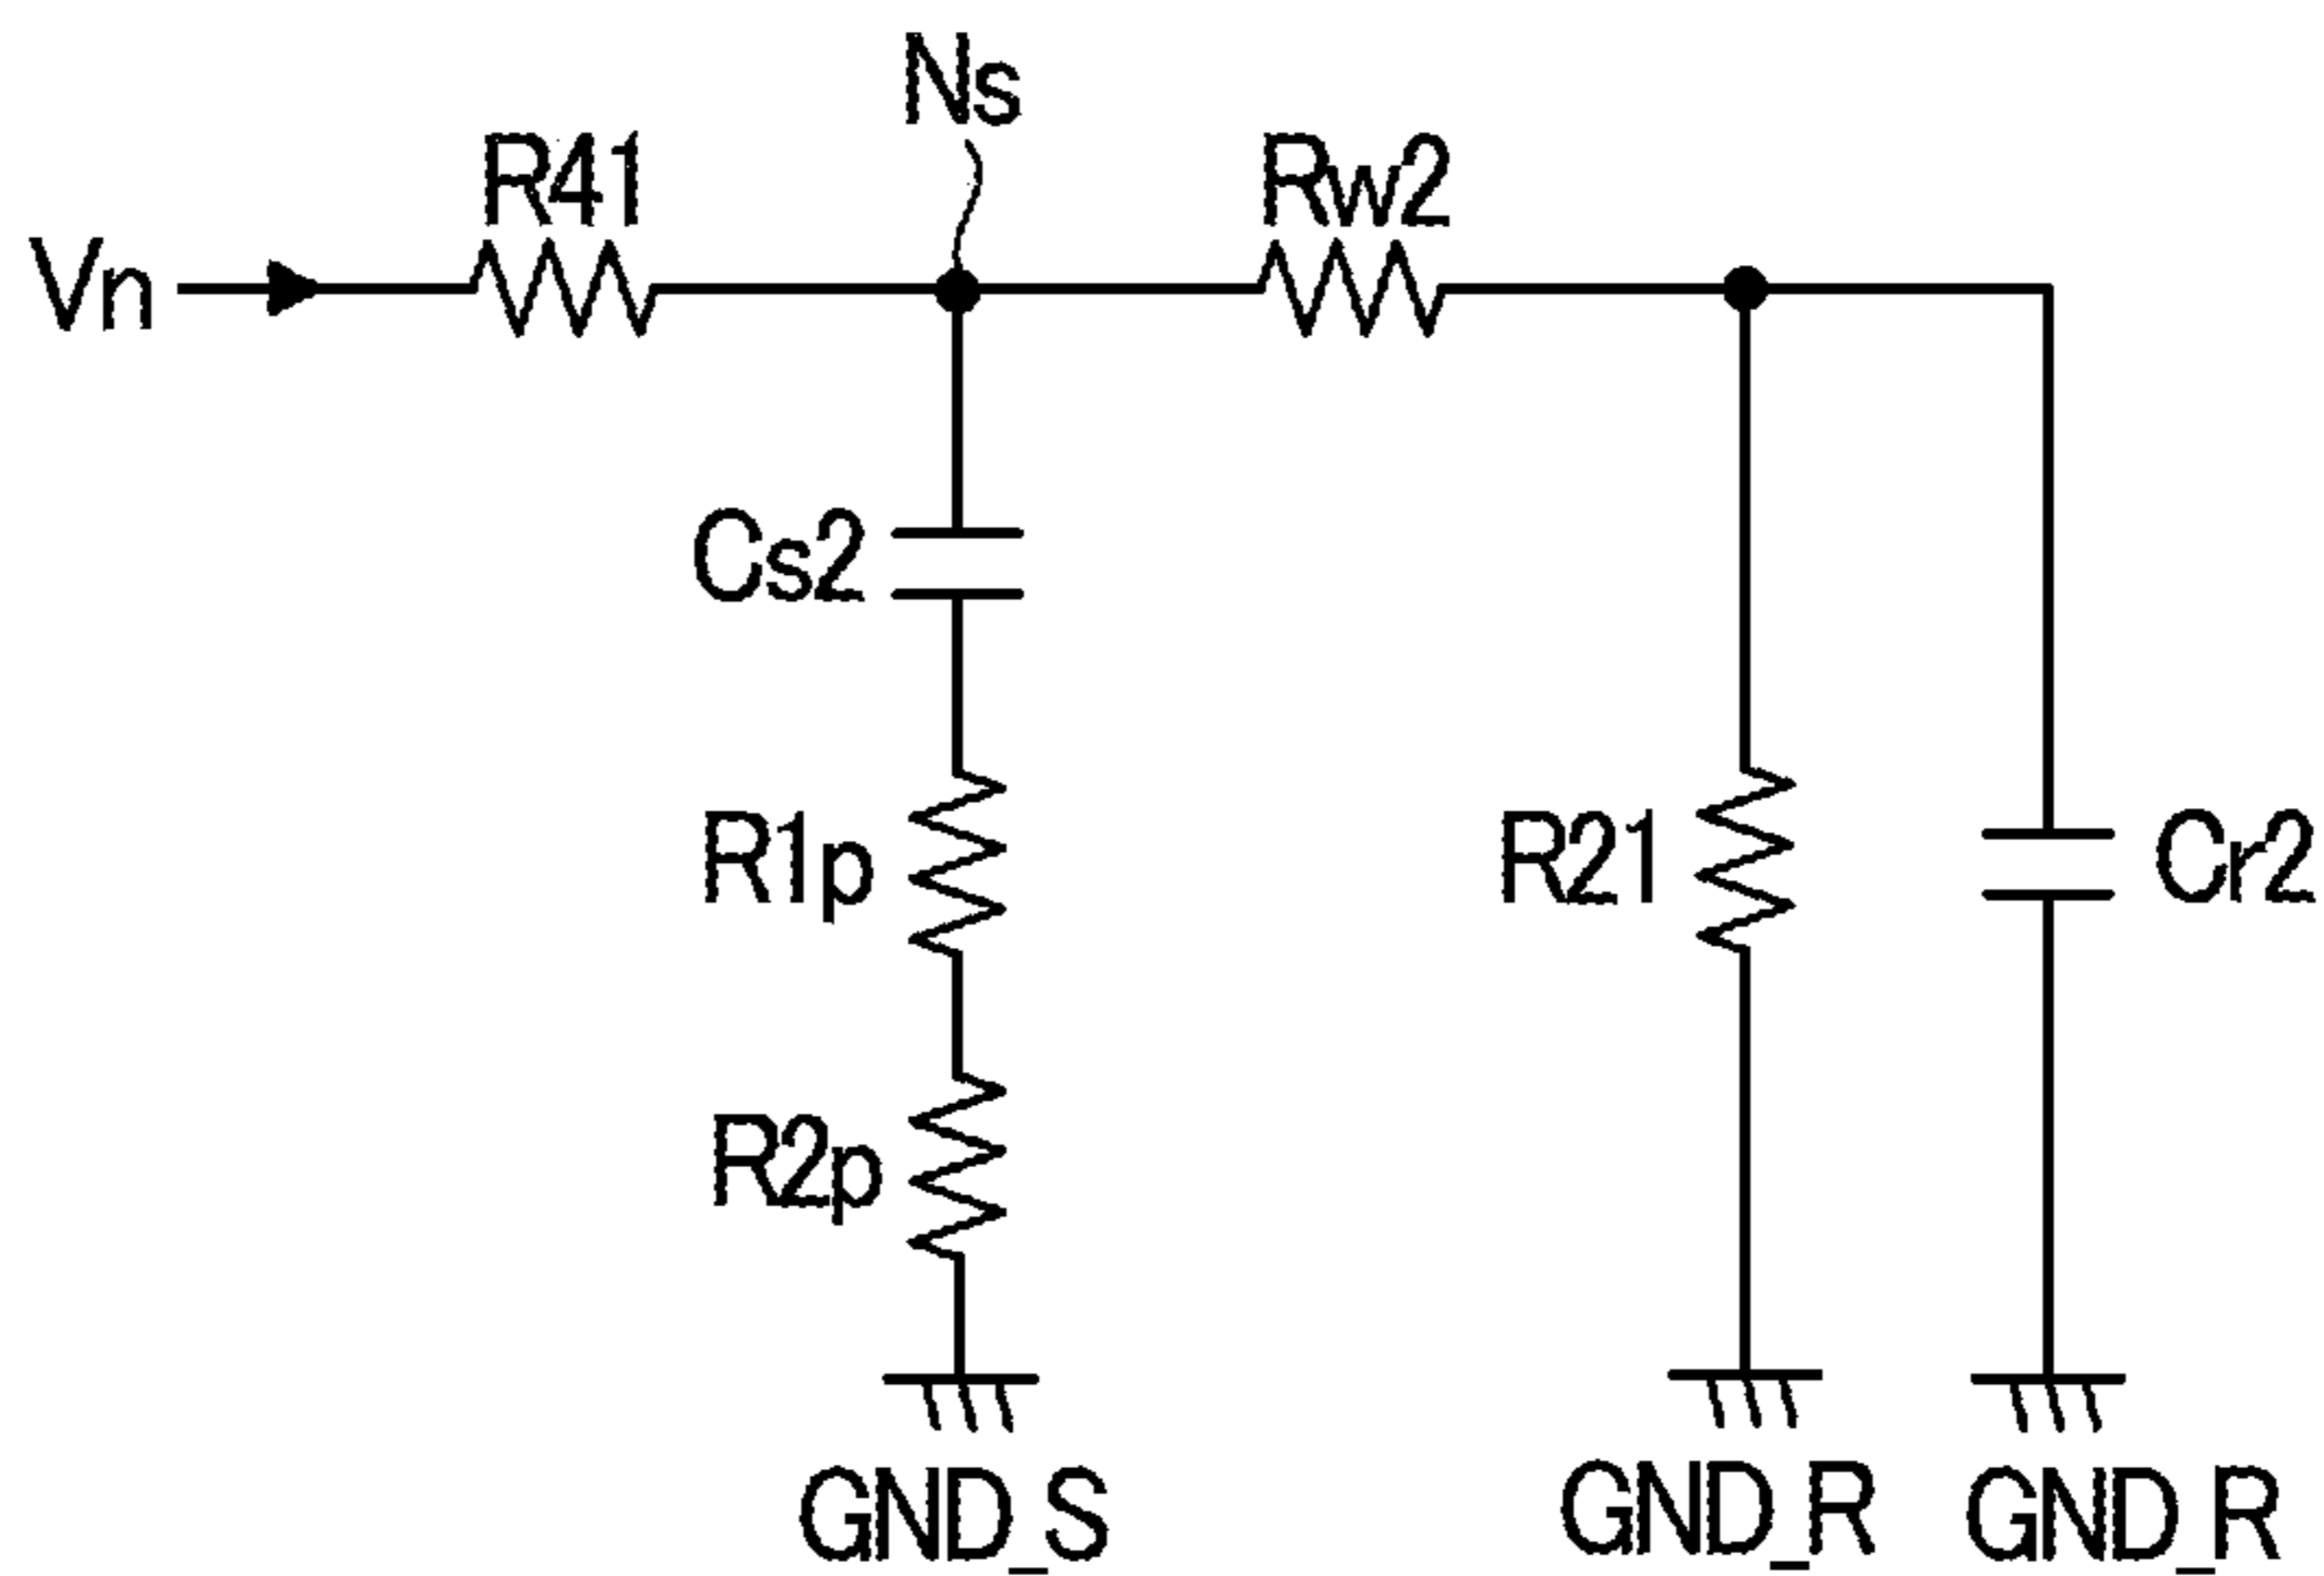 Ns
R41
Rw2
Vn
Cs2
R1p
R21
Cr2
R2p
GND_S
GND_R
GND_R